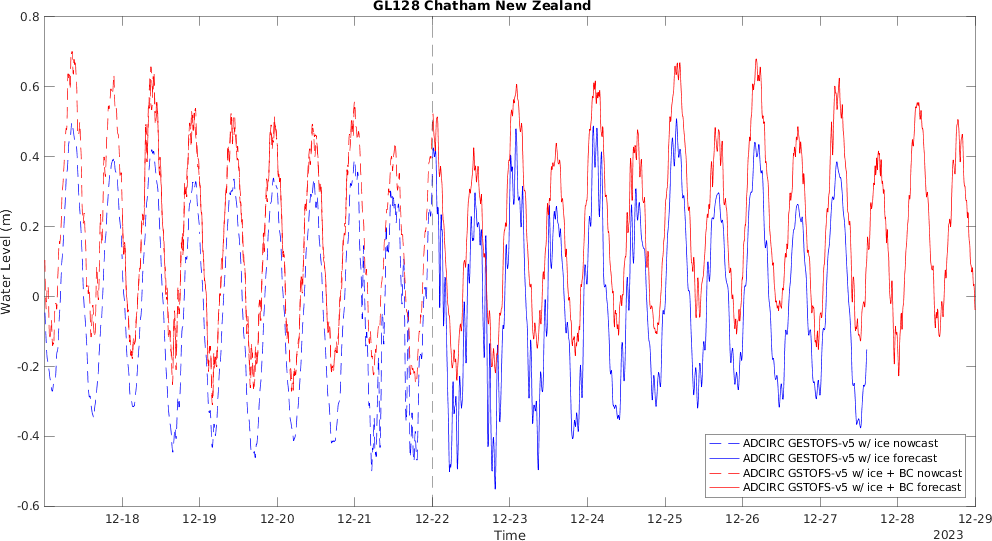 GL128 Chatham New Zealand
0.8
0.6
0.4
0.2
0
-0.2
-0.4
-0.6
Water Level (m)
ADCIRC GESTOFS-v5 w/ ice nowcast
ADCIRC GESTOFS-v5 w/ ice forecast
ADCIRC GSTOFS-v5 w/ ice + BC nowcast
ADCIRC GSTOFS-v5 w/ ice + BC forecast
12-18 12-19 12-20 12-21 12-22 12-23 12-24 12-25 12-26 12-27 12-28 12-29
Time
2023